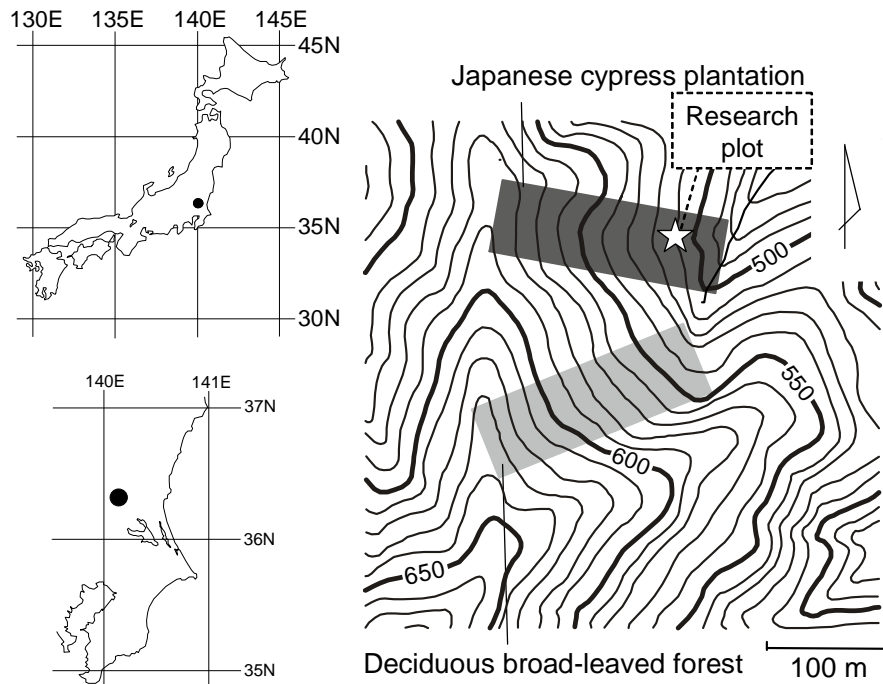 130E 135E 140E 145E
45N
40N
35N
30N
140E 141E
37N
36N
35N
Japanese cypress plantation
Research
plot
500
550
600
650
Deciduous broad-leaved forest
100 m